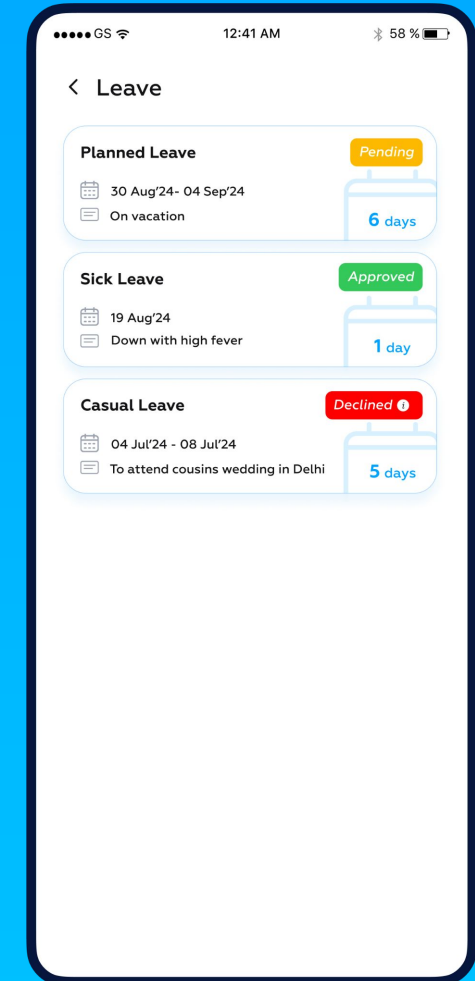 GS 12:41 AM 58 %
Leave
Planned Leave Pending
30 Aug'24- 04 Sep'24
On vacation 6 days
Sick Leave Approved
19 Aug'24
Down with high fever 1 day
Casual Leave Declined i
04 Jul'24 - 08 Jul'24
To attend cousins wedding in Delhi 5 days